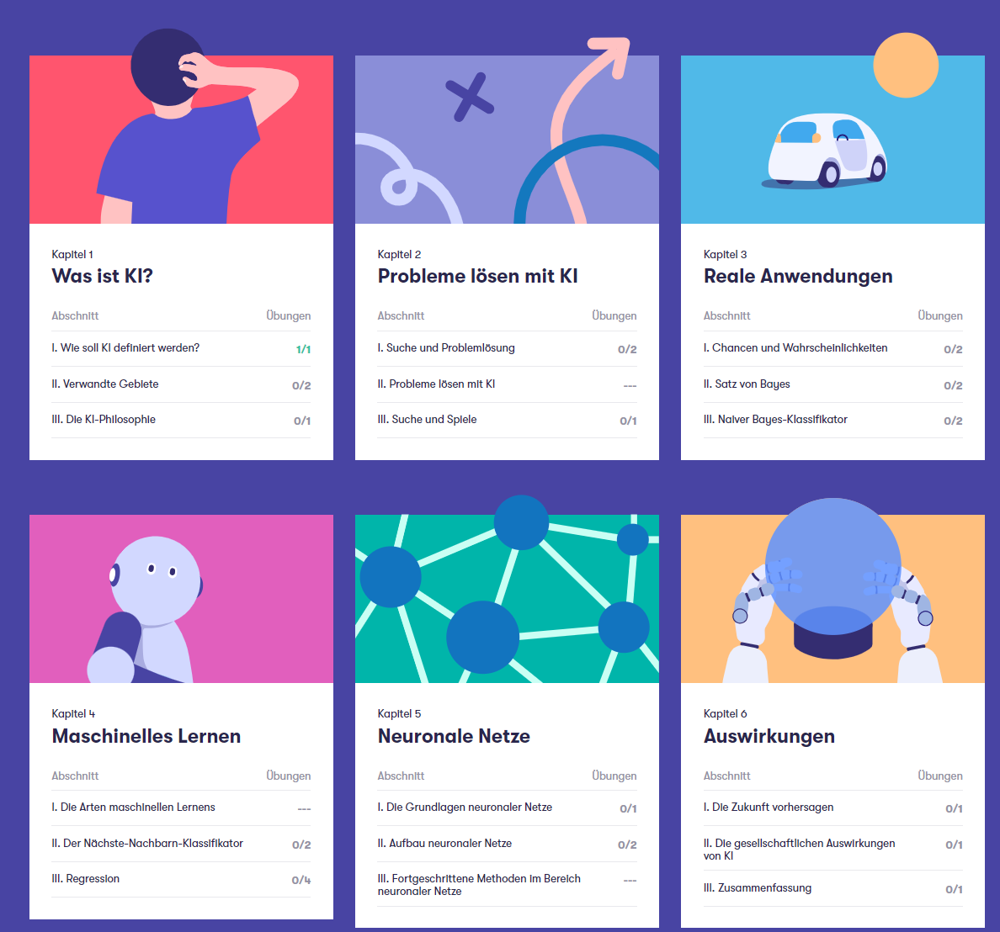 Kapitel 1
Was ist KI?
Abschnitt Übungen
I. Wie soll KI definiert werden? 1/1
II. Verwandte Gebiete 0/2
III. Die KI-Philosophie 0/1
Kapitel 2
Probleme lösen mit KI
Abschnitt Übungen
I. Suche und Problemlösung 0/2
II. Probleme lösen mit KI ---
III. Suche und Spiele 0/1
Kapitel 3
Reale Anwendungen
Abschnitt Übungen
I. Chancen und Wahrscheinlichkeiten 0/2
II. Satz von Bayes 0/2
III. Naiver Bayes-Klassifikator 0/2
Kapitel 4
Maschinelles Lernen
Abschnitt Übungen
I. Die Arten maschinellen Lernens ---
II. Der Nächste-Nachbarn-Klassifikator 0/2
III. Regression 0/4
Kapitel 5
Neuronale Netze
Abschnitt Übungen
I. Die Grundlagen neuronaler Netze 0/1
II. Aufbau neuronaler Netze 0/2
III. Fortgeschrittene Methoden im Bereich ---
neuronaler Netze
Kapitel 6
Auswirkungen
Abschnitt Übungen
I. Die Zukunft vorhersagen 0/1
II. Die gesellschaftlichen Auswirkungen 0/1
von KI
III. Zusammenfassung 0/1